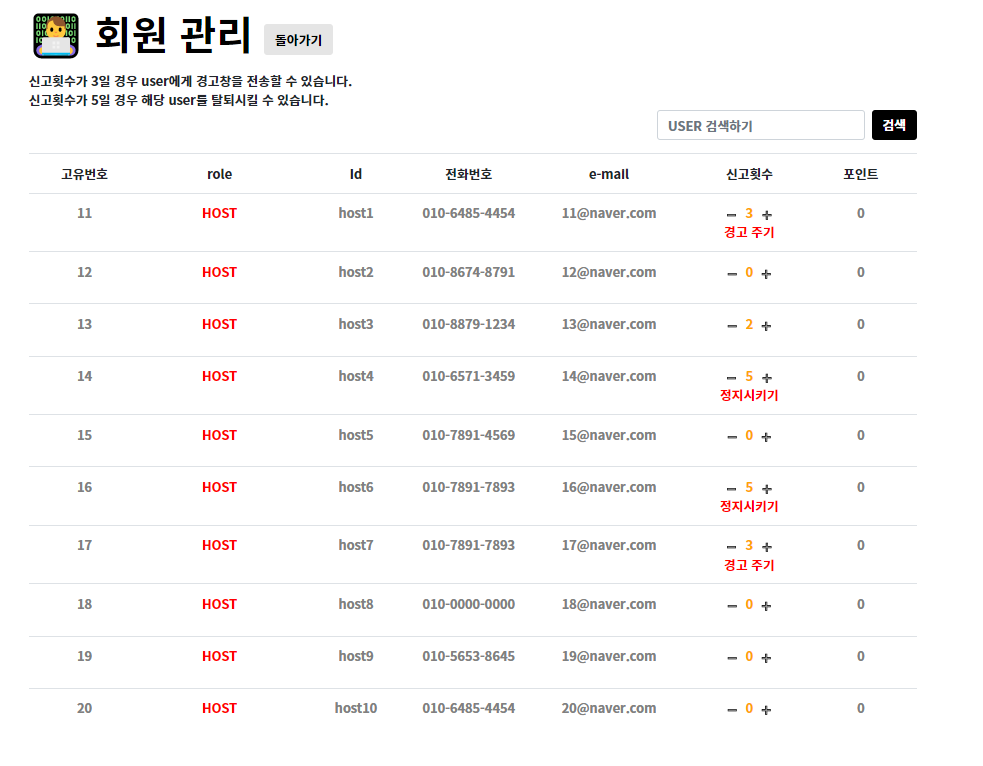 회원 관리 돌아가기
신고횟수가 3일 경우 user에게 경고창을 전송할 수 있습니다.
신고횟수가 5일 경우 해당 user를 탈퇴시킬 수 있습니다.
USER 검색하기 검색
고유번호 role Id 전화번호 e-mail 신고횟수 포인트
11 HOST host1 010-6485-4454 11@naver.com － 3 ＋ 0
경고 주기
12 HOST host2 010-8674-8791 12@naver.com － 0 ＋ 0
13 HOST host3 010-8879-1234 13@naver.com － 2 ＋ 0
14 HOST host4 010-6571-3459 14@naver.com － 5 ＋ 0
정지시키기
15 HOST host5 010-7891-4569 15@naver.com － 0 ＋ 0
16 HOST host6 010-7891-7893 16@naver.com － 5 ＋ 0
정지시키기
17 HOST host7 010-7891-7893 17@naver.com － 3 ＋ 0
경고 주기
18 HOST host8 010-0000-0000 18@naver.com － 0 ＋ 0
19 HOST host9 010-5653-8645 19@naver.com － 0 ＋ 0
20 HOST host10 010-6485-4454 20@naver.com － 0 ＋ 0